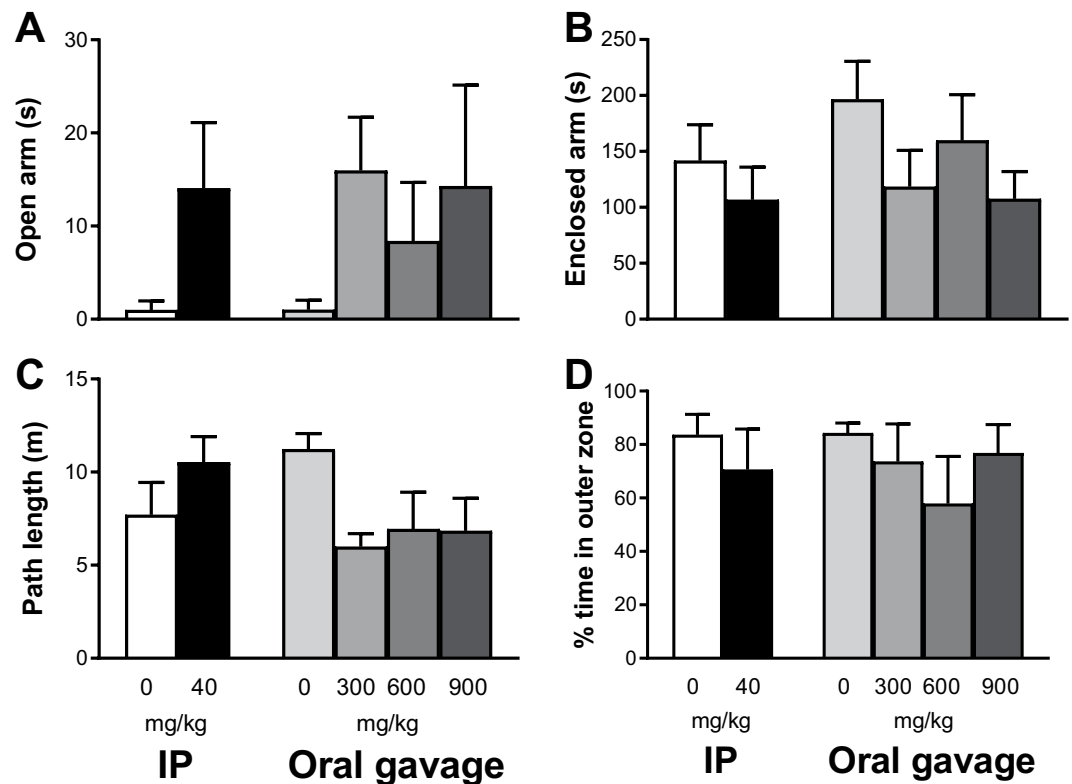 A
30
20
10
0
Open arm (s)
B
250
200
150
100
50
0
Enclosed arm (s)
C
15
10
5
0
Path length (m)
0 40 0 300 600 900
mg/kg mg/kg
IP Oral gavage
D
100
80
60
40
20
0
% time in outer zone
0 40 0 300 600 900
mg/kg mg/kg
IP Oral gavage